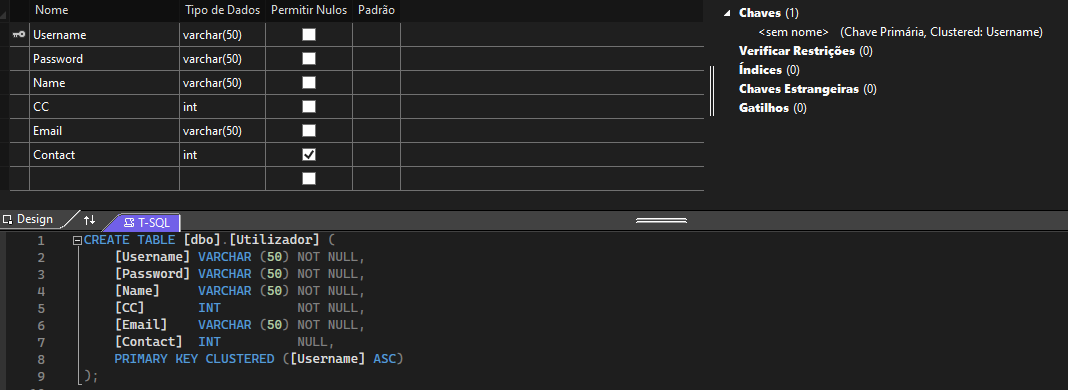 Nome Tipo de Dados Permitir Nulos Padrão
Username varchar(50)
Password varchar(50)
Name varchar(50)
CC int
Email varchar(50)
Contact int
Chaves (1)
<sem nome> (Chave Primária, Clustered: Username)
Verificar Restrições (0)
Índices (0)
Chaves Estrangeiras (0)
Gatilhos (0)
Design T-SQL
1 CREATE TABLE [dbo].[Utilizador] (
2 [Username] VARCHAR (50) NOT NULL,
3 [Password] VARCHAR (50) NOT NULL,
4 [Name] VARCHAR (50) NOT NULL,
5 [CC] INT NOT NULL,
6 [Email] VARCHAR (50) NOT NULL,
7 [Contact] INT NULL,
8 PRIMARY KEY CLUSTERED ([Username] ASC)
9 );